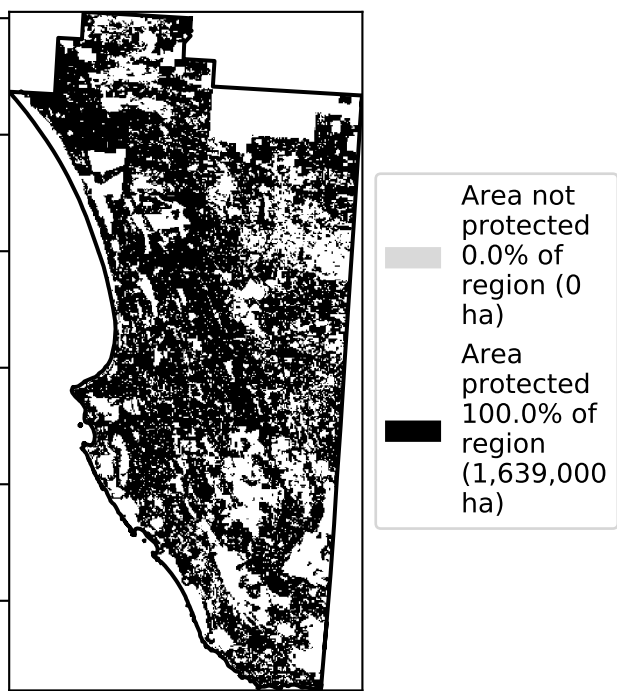 Area not
protected
0.0% of
region (0
ha)
Area
protected
100.0% of
region
(1,639,000
ha)